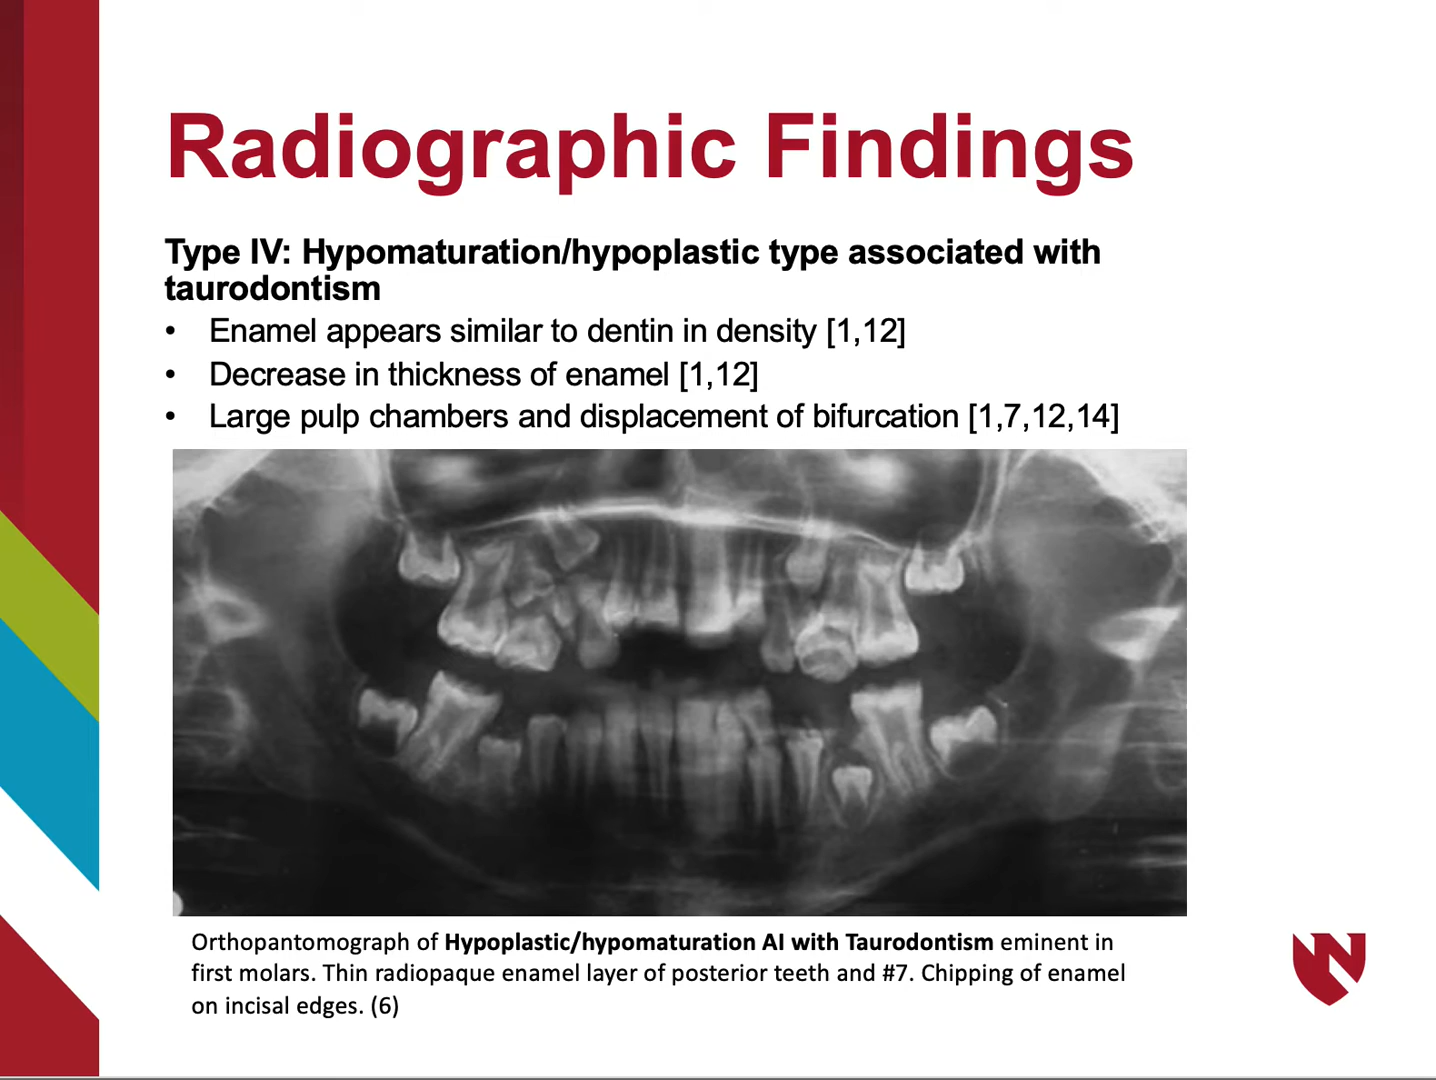 Radiographic Findings
Type IV: Hypomaturation/hypoplastic type associated with
taurodontism
• Enamel appears similar to dentin in density [1,12]
• Decrease in thickness of enamel [1,12]
• Large pulp chambers and displacement of bifurcation [1,7,12,14]
Orthopantomograph of Hypoplastic/hypomaturation AI with Taurodontism eminent in
first molars. Thin radiopaque enamel layer of posterior teeth and #7. Chipping of enamel
on incisal edges. (6)
N